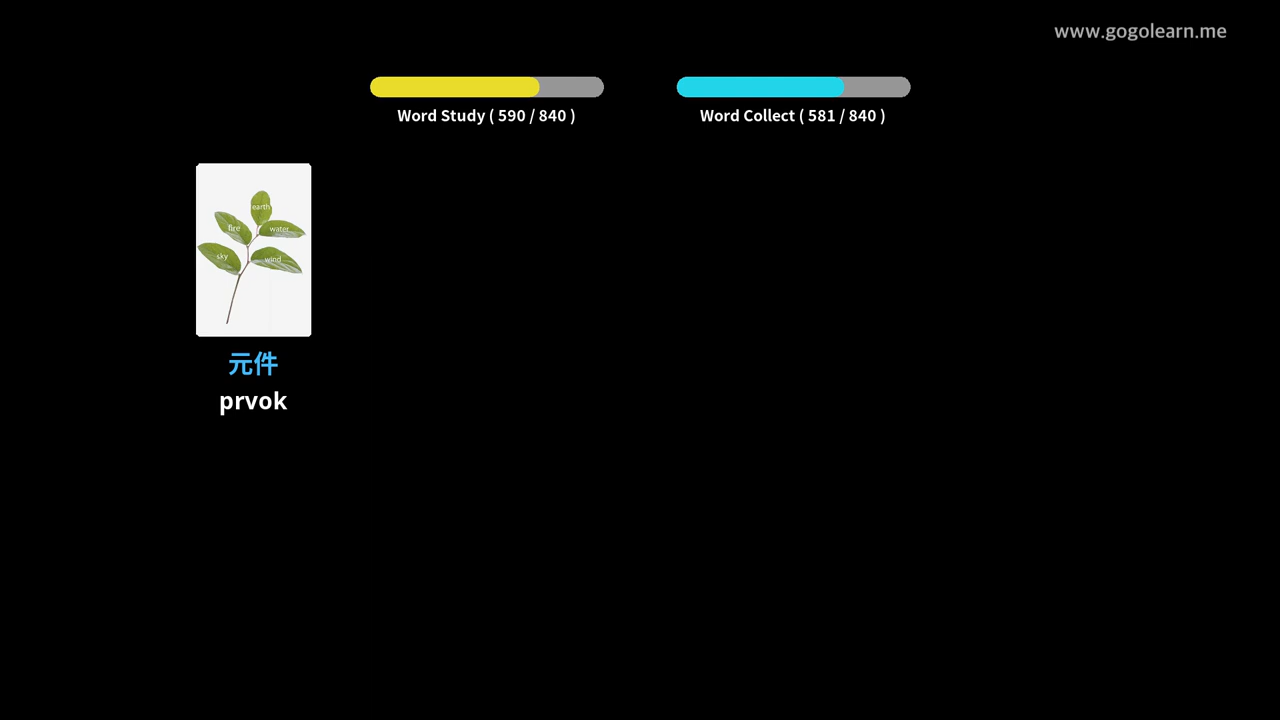 www.gogolearn.me
Word Study ( 590 / 840 )
Word Collect ( 581 / 840 )
earth
fire
water
sky
wind
元件
prvok